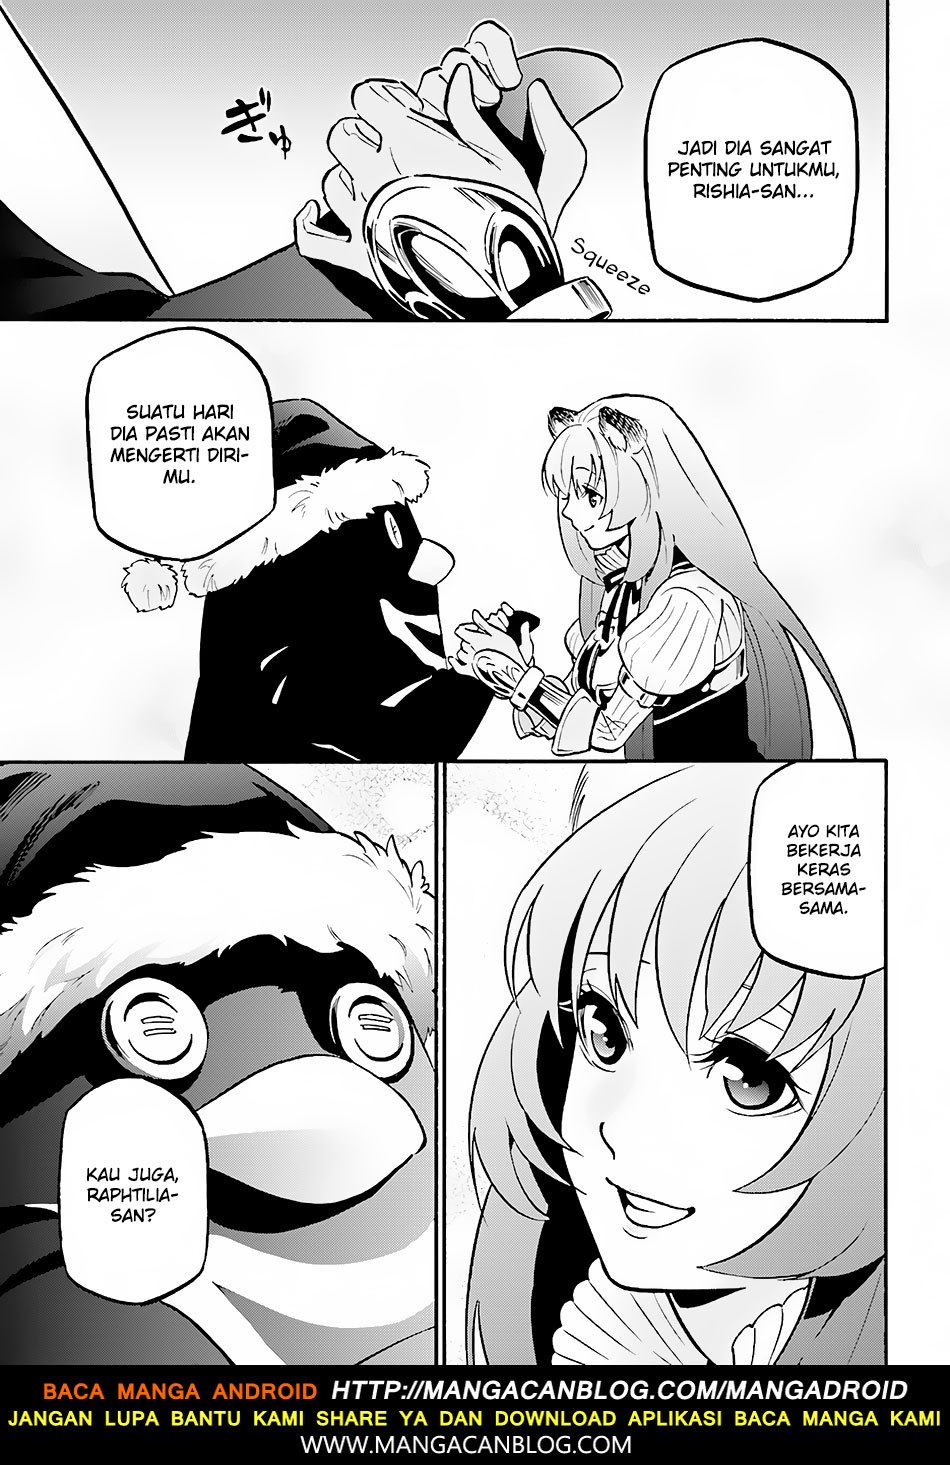 JADI DIA SANGAT
PENTING UNTUKMU,
RISHIA-SAN...
ぎゅ
Squeeze
SUATU HARI
DIA PASTI AKAN
MENGERTI DIRI-
MU.
AYO KITA
BEKERJA
KERAS
BERSAMA-
SAMA.
KAU JUGA,
RAPHTILIA-
SAN?
BACA MANGA ANDROID HTTP://MANGACANBLOG.COM/MANGADROID
JANGAN LUPA BANTU KAMI SHARE YA DAN DOWNLOAD APLIKASI BACA MANGA KAMI
WWW.MANGACANBLOG.COM